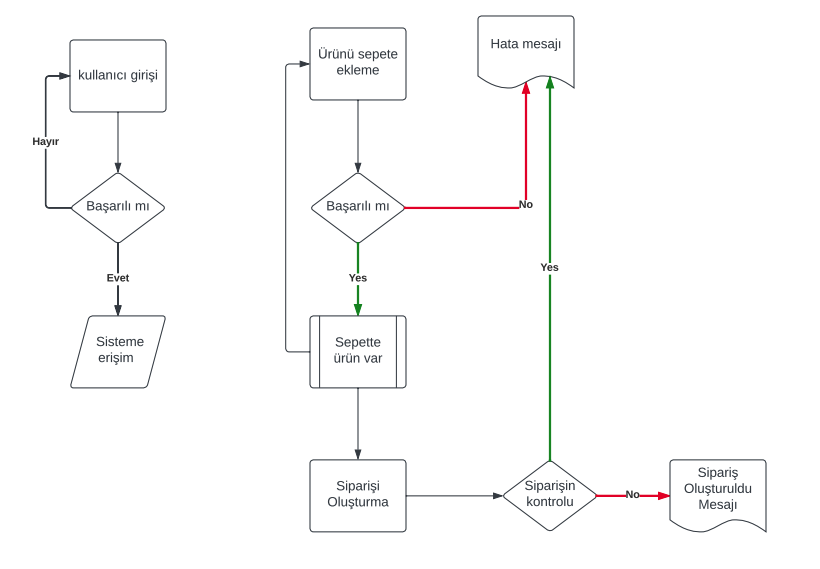 kullanıcı girişi
Hayır
Başarılı mı
Evet
Sisteme
erişim
Ürünü sepete
ekleme
Başarılı mı
No
Yes
Hata mesajı
Yes
Sepette
ürün var
Siparişi
Oluşturma
Siparişin
kontrolu
No
Sipariş
Oluşturuldu
Mesajı